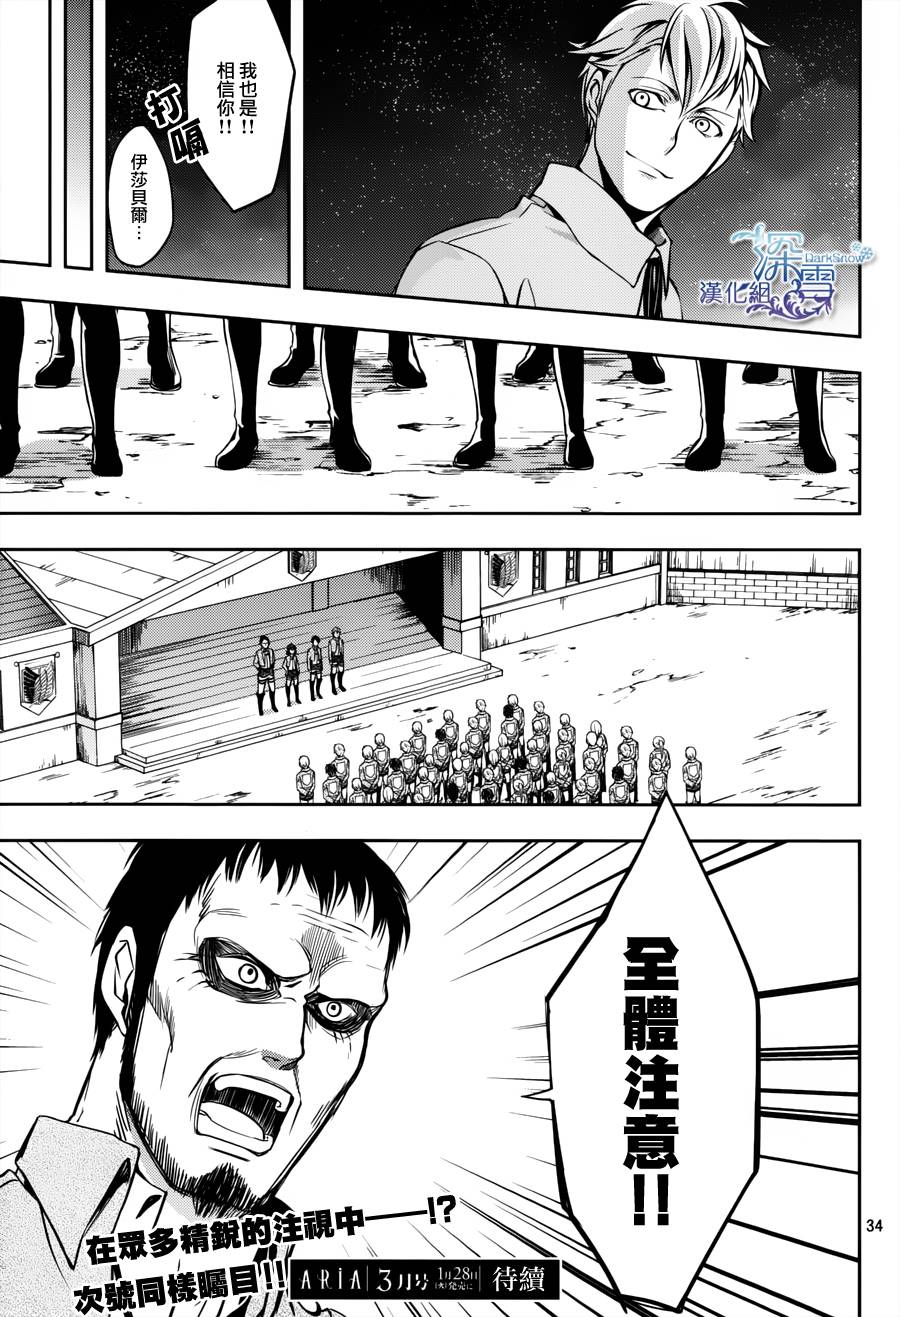 我也是!!
相信你!!
打嗝
伊莎貝爾…
深雪
DarkSnow
漢化組
全體注意!!
在眾多精銳的注視中——!?
次號同樣矚目!!
ARIA
3月号
1月28日
(火)発売に
待續
34